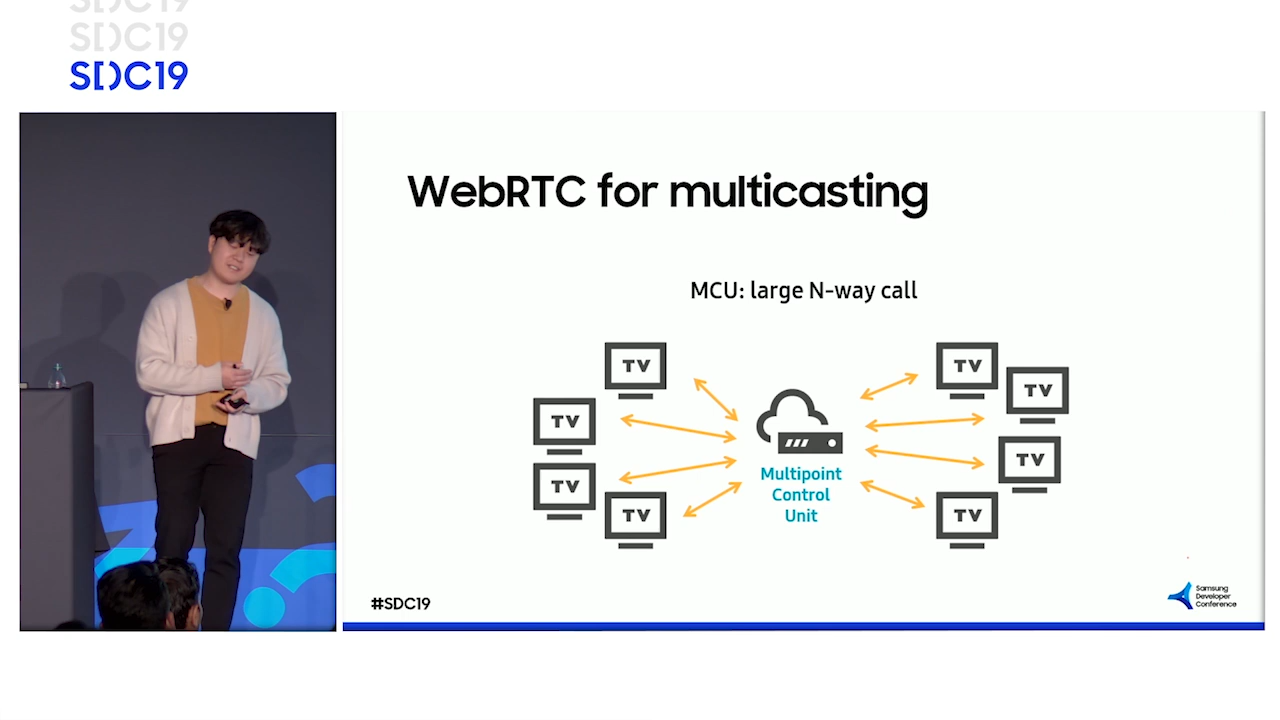 SDC19
SDC19
SDC19
WebRTC for multicasting
MCU: large N-way call
TV
TV
TV
TV
TV
TV
TV
TV
Multipoint
Control
Unit
#SDC19
Samsung
Developer
Conference